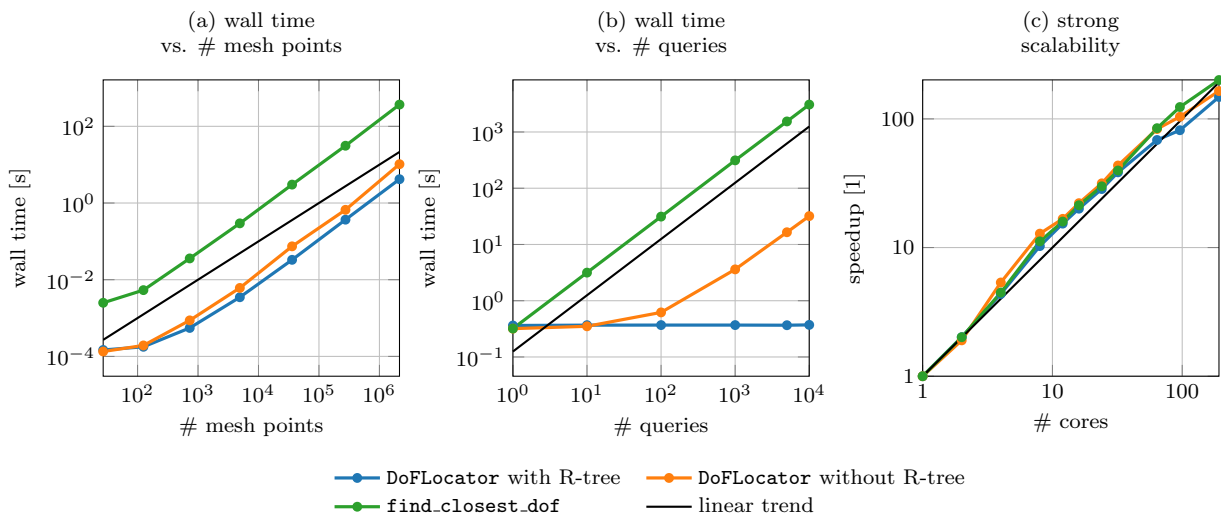 (a) wall time
vs. # mesh points
(b) wall time
vs. # queries
(c) strong
scalability
wall time [s]
10^2
10^0
10^−2
10^−4
10^2 10^3 10^4 10^5 10^6
# mesh points
wall time [s]
10^3
10^2
10^1
10^0
10^−1
10^0 10^1 10^2 10^3 10^4
# queries
speedup [1]
100
10
1
1 10 100
# cores
DoFLocator with R-tree
DoFLocator without R-tree
find_closest_dof
linear trend